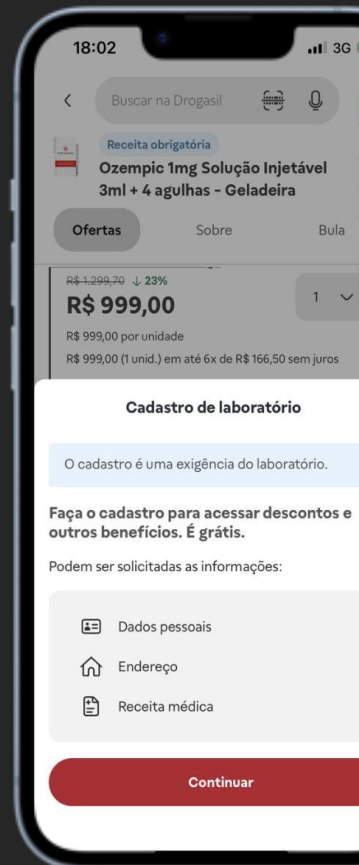 18:02
3G
Buscar na Drogasil
Receita obrigatória
Ozempic 1mg Solução Injetável
3ml + 4 agulhas - Geladeira
Ofertas
Sobre
Bula
R$ 1.299,70 ↓ 23%
R$ 999,00
1
R$ 999,00 por unidade
R$ 999,00 (1 unid.) em até 6x de R$ 166,50 sem juros
Cadastro de laboratório
O cadastro é uma exigência do laboratório.
Faça o cadastro para acessar descontos e
outros benefícios. É grátis.
Podem ser solicitadas as informações:
Dados pessoais
Endereço
Receita médica
Continuar